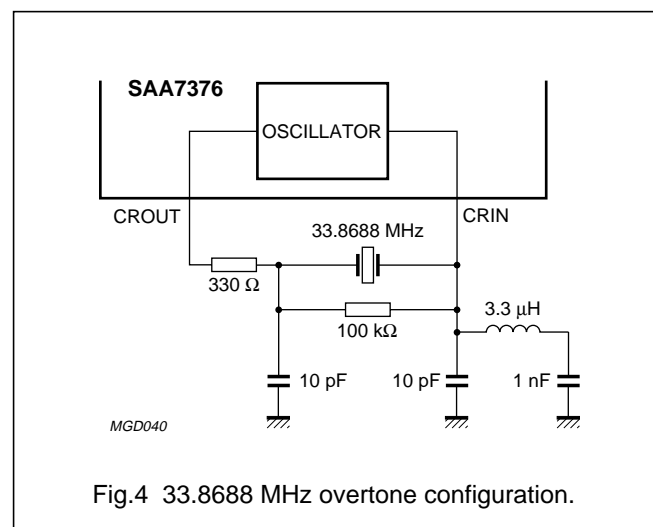 SAA7376
OSCILLATOR
CROUT
CRIN
33.8688 MHz
330 Ω
3.3 μH
100 kΩ
10 pF
10 pF
1 nF
MGD040
Fig.4 33.8688 MHz overtone configuration.